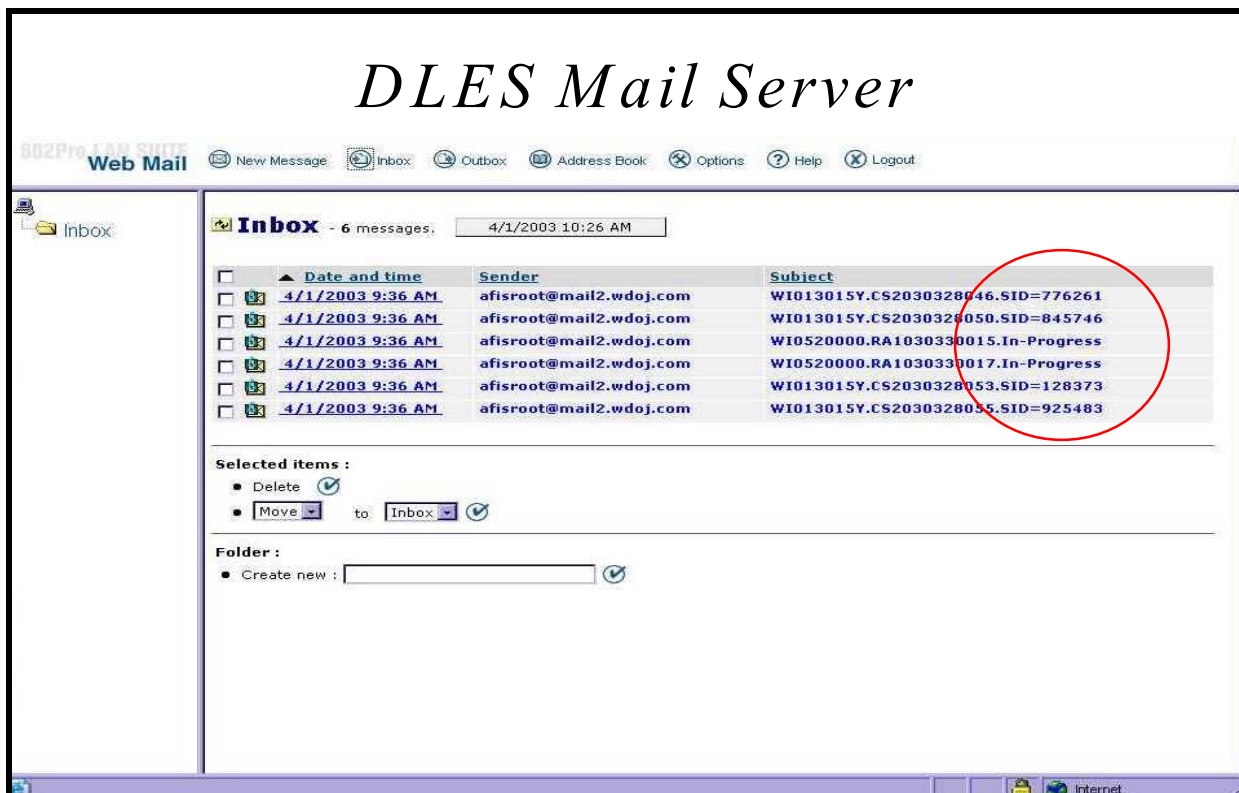 DLES Mail Server
602Pro LAN SUITE
Web Mail New Message Inbox Outbox Address Book Options Help Logout
Inbox
Inbox - 6 messages. 4/1/2003 10:26 AM
Date and time Sender Subject
4/1/2003 9:36 AM afisroot@mail2.wdoj.com WI013015Y.CS2030328046.SID=776261
4/1/2003 9:36 AM afisroot@mail2.wdoj.com WI013015Y.CS2030328050.SID=845746
4/1/2003 9:36 AM afisroot@mail2.wdoj.com WI0520000.RA1030330015.In-Progress
4/1/2003 9:36 AM afisroot@mail2.wdoj.com WI0520000.RA1030330017.In-Progress
4/1/2003 9:36 AM afisroot@mail2.wdoj.com WI013015Y.CS2030328053.SID=128373
4/1/2003 9:36 AM afisroot@mail2.wdoj.com WI013015Y.CS2030328055.SID=925483
Selected items :
Delete
Move to Inbox
Folder :
Create new :
Internet